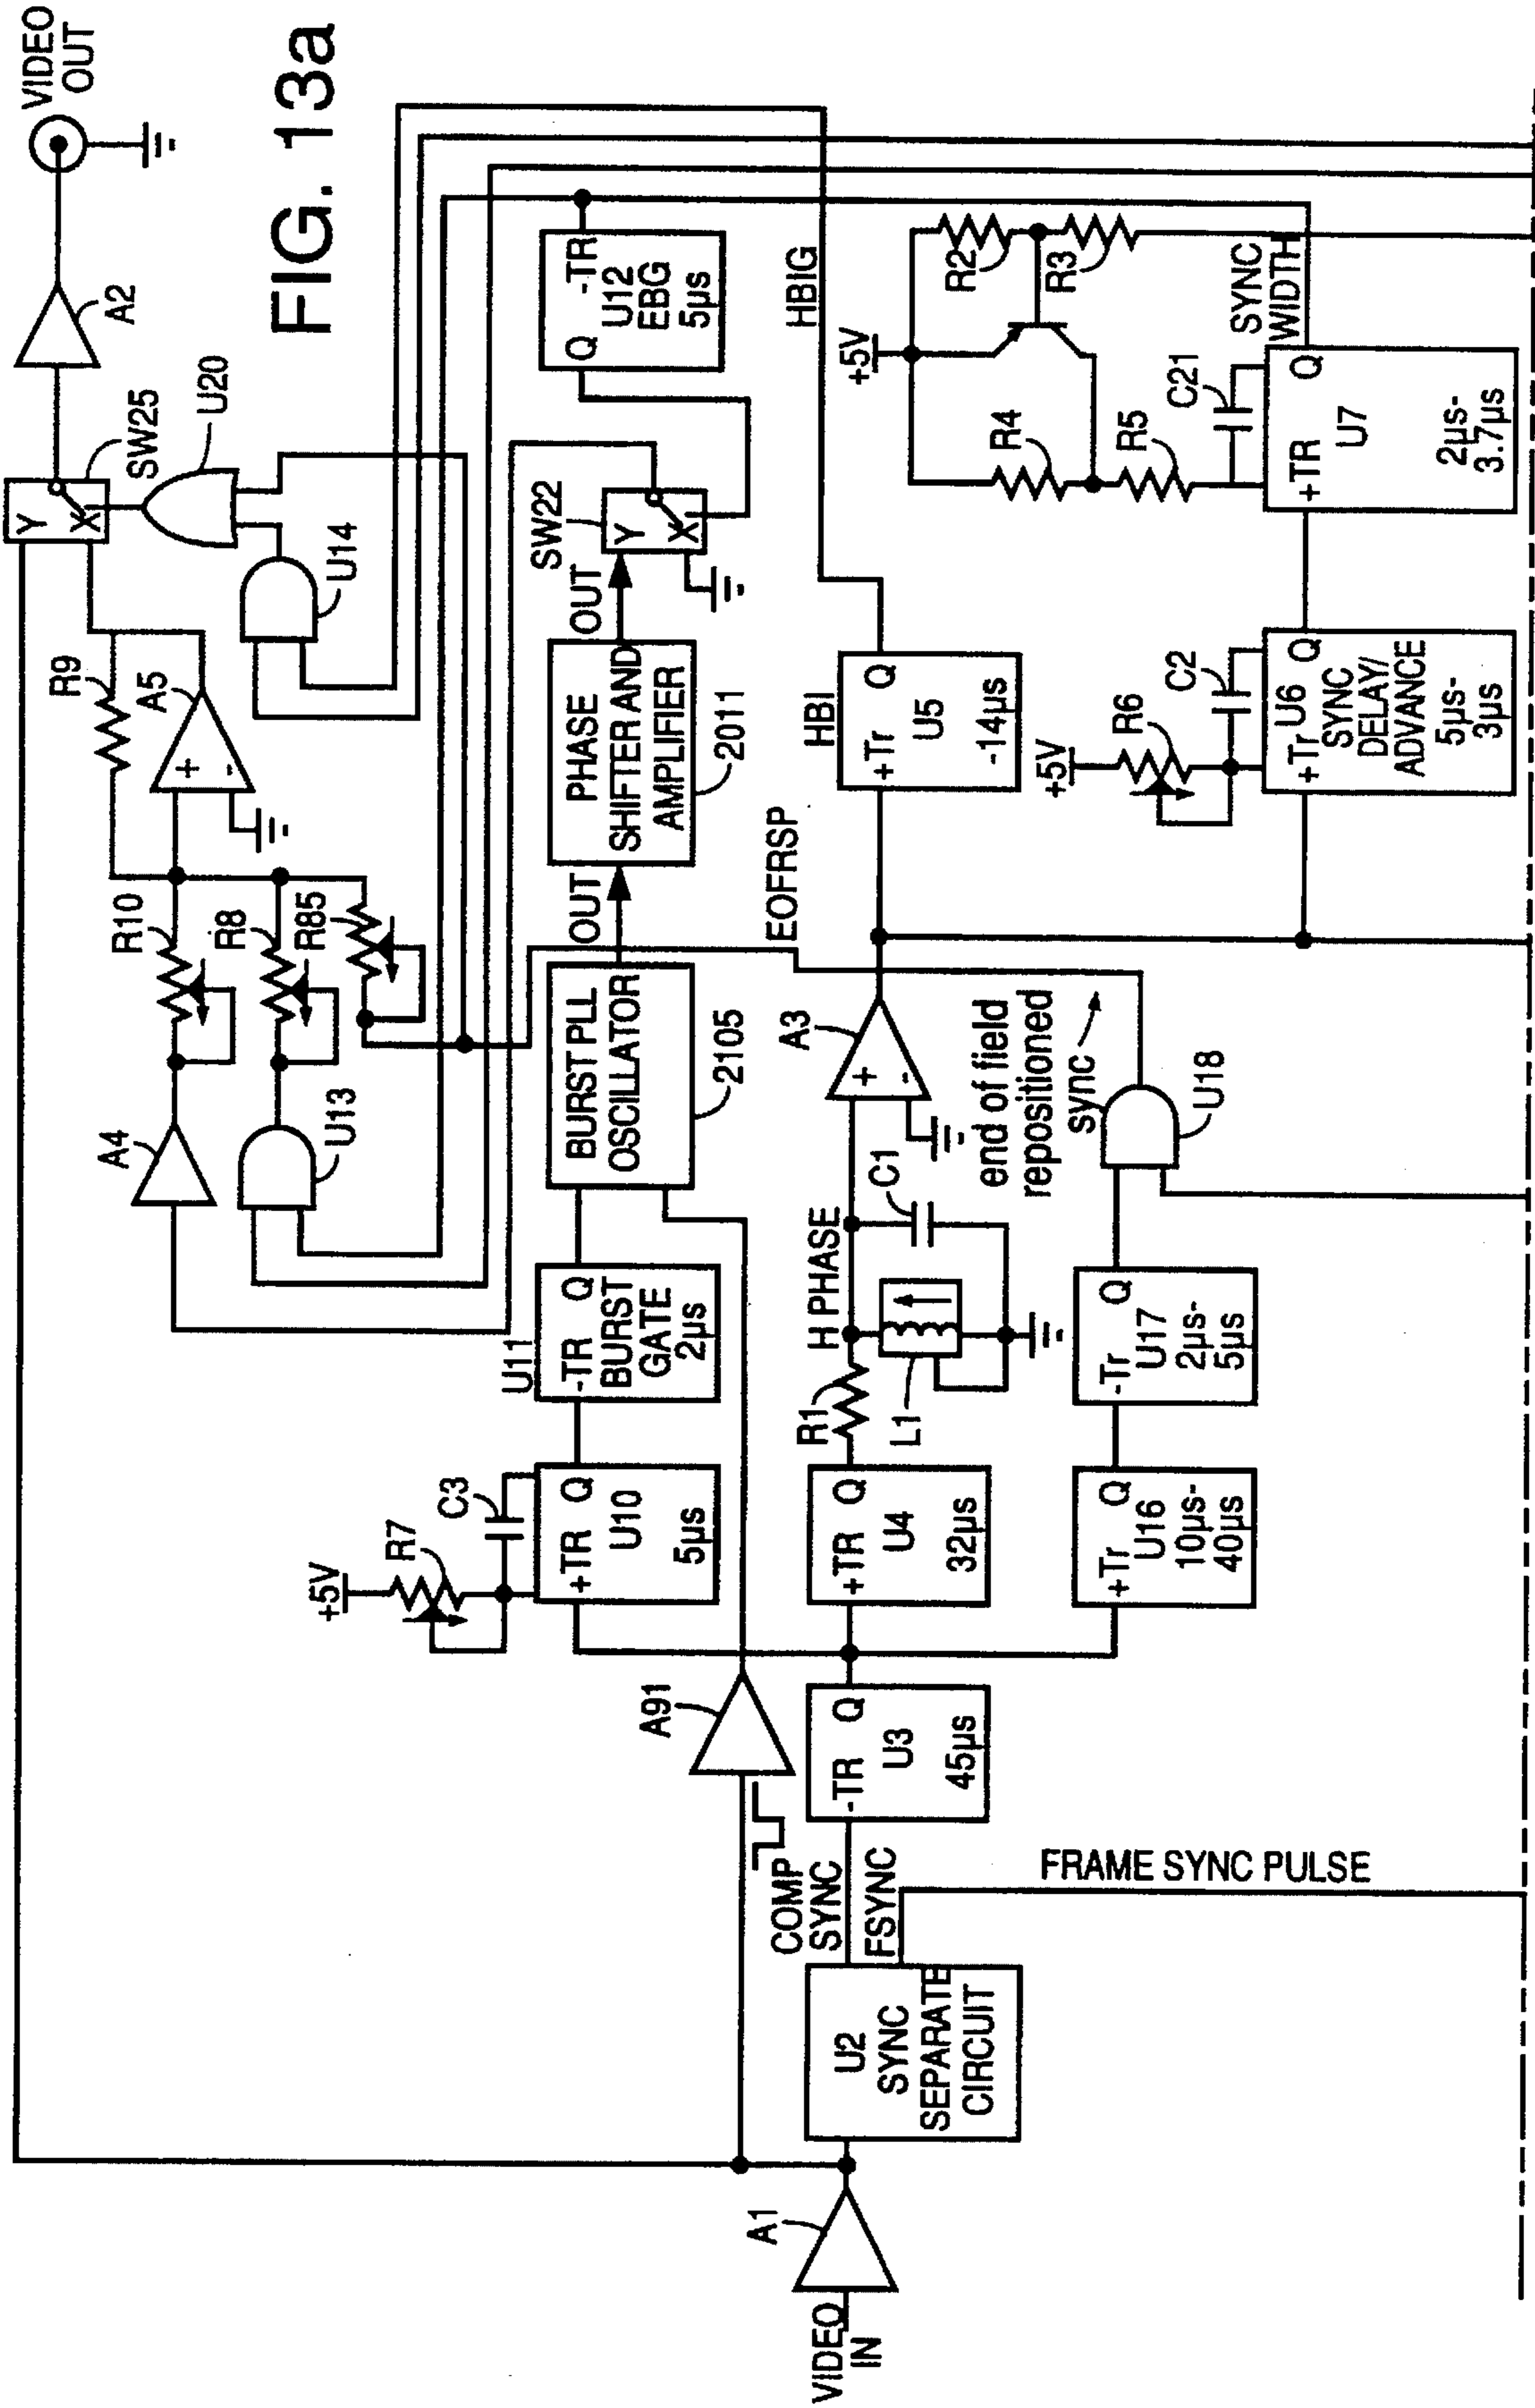 FIG. 13a
VIDEO
OUT
A2
SW25
Y
X
U20
U14
R9
A5
+
-
R10
R8
R85
A4
U13
SW22
Y
X
Q -TR
U12
EBG
5µs
OUT
PHASE
SHIFTER AND
AMPLIFIER
2011
OUT
BURST PLL
OSCILLATOR
2105
U11
-TR Q
BURST
GATE
2µs
+5V
R7
C3
+TR Q
U10
5µs
A91
HBIG
HBI
+Tr Q
U5
-14µs
EOFRSP
A3
+
-
H PHASE
C1
R1
L1
+TR Q
U4
32µs
-TR Q
U3
45µs
COMP
SYNC
FSYNC
U2
SYNC
SEPARATE
CIRCUIT
A1
VIDEO
IN
FRAME SYNC PULSE
+Tr Q
U16
10µs-
40µs
-Tr Q
U17
2µs-
5µs
U18
end of field
repositioned
sync
+5V
R6
C2
+Tr U6 Q
SYNC
DELAY/
ADVANCE
5µs-
3µs
+5V
R2
R3
R4
R5
C21
+TR Q
U7
2µs-
3.7µs
SYNC
WIDTH